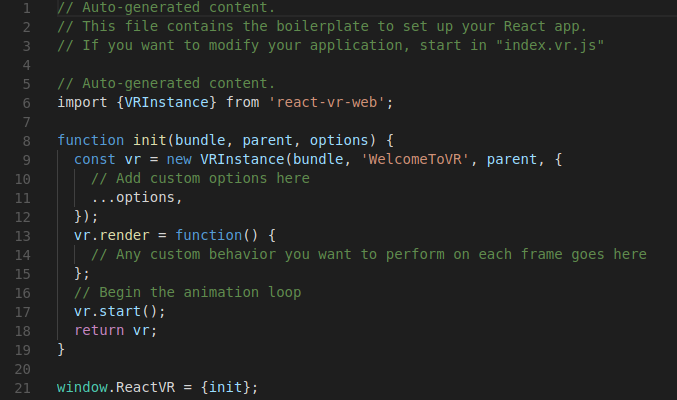 1 // Auto-generated content.
2 // This file contains the boilerplate to set up your React app.
3 // If you want to modify your application, start in "index.vr.js"
4
5 // Auto-generated content.
6 import {VRInstance} from 'react-vr-web';
7
8 function init(bundle, parent, options) {
9   const vr = new VRInstance(bundle, 'WelcomeToVR', parent, {
10     // Add custom options here
11     ...options,
12   });
13   vr.render = function() {
14     // Any custom behavior you want to perform on each frame goes here
15   };
16   // Begin the animation loop
17   vr.start();
18   return vr;
19 }
20
21 window.ReactVR = {init};